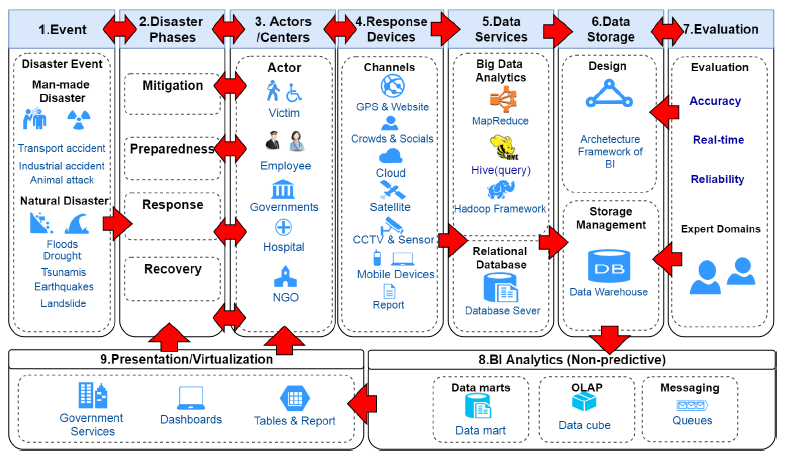 1.Event
2.Disaster
Phases
3. Actors
/Centers
4.Response
Devices
5.Data
Services
6.Data
Storage
7.Evaluation
Disaster Event
Man-made
Disaster
Transport accident
Industrial accident
Animal attack
Natural Disaster
Floods
Drought
Tsunamis
Earthquakes
Landslide
Mitigation
Preparedness
Response
Recovery
Actor
Victim
Employee
Governments
Hospital
NGO
Channels
GPS & Website
Crowds & Socials
Cloud
Satellite
CCTV & Sensor
Mobile Devices
Report
Big Data
Analytics
MapReduce
HIVE
Hive(query)
Hadoop Framework
Relational
Database
Database Sever
Design
Archetecture
Framework of
BI
Storage
Management
DB
Data Warehouse
Evaluation
Accuracy
Real-time
Reliability
Expert Domains
9.Presentation/Virtualization
Government
Services
Dashboards
Tables & Report
8.BI Analytics (Non-predictive)
Data marts
Data mart
OLAP
Data cube
Messaging
Queues